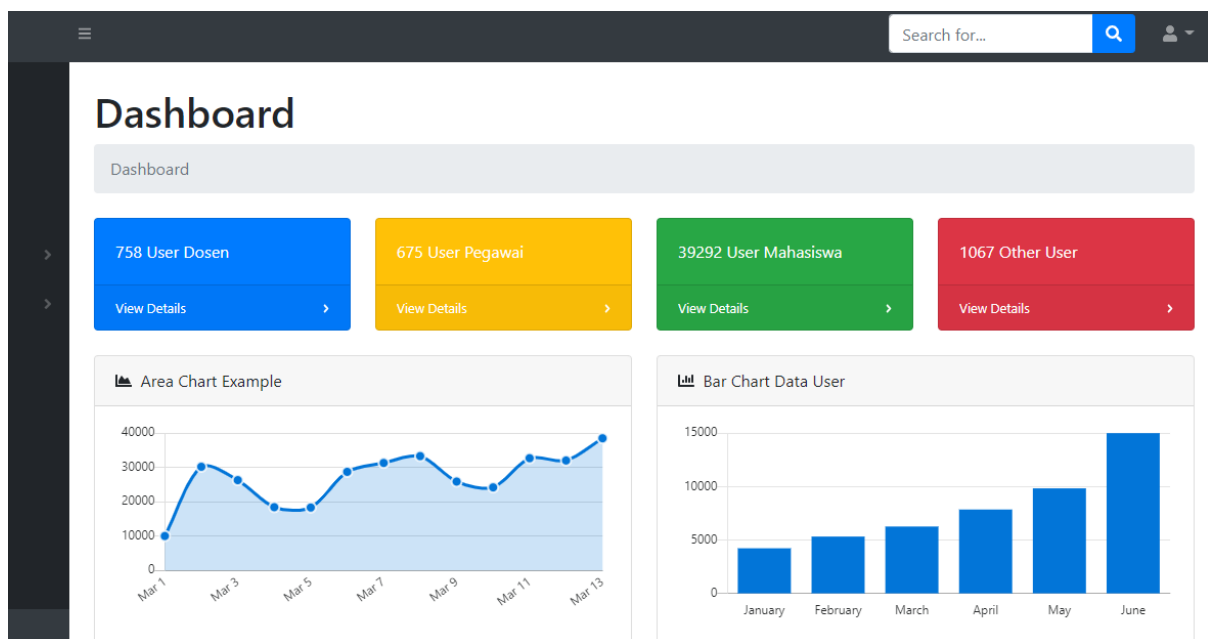 Search for...
Dashboard
Dashboard
758 User Dosen
View Details
675 User Pegawai
View Details
39292 User Mahasiswa
View Details
1067 Other User
View Details
Area Chart Example
40000
30000
20000
10000
0
Mar 1 Mar 3 Mar 5 Mar 7 Mar 9 Mar 11 Mar 13
Bar Chart Data User
15000
10000
5000
0
January February March April May June